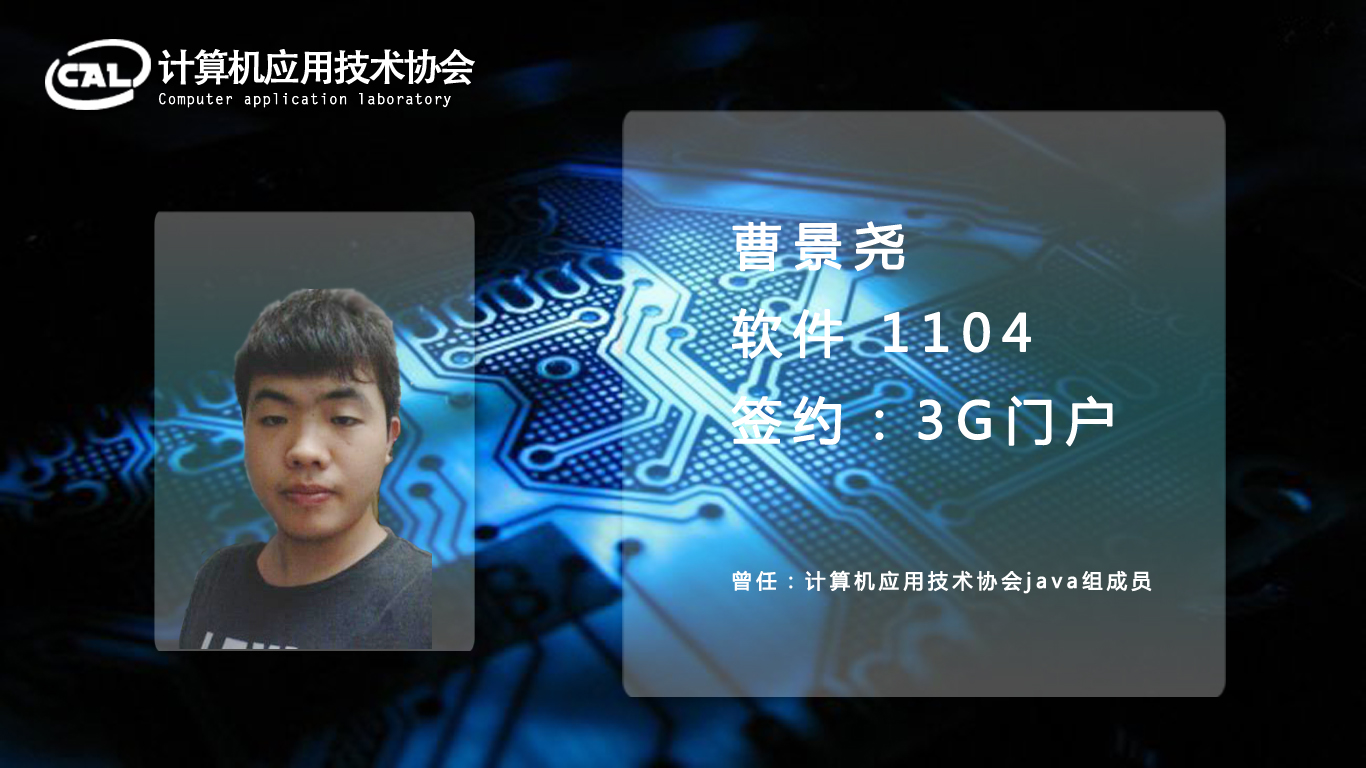 CAL 计算机应用技术协会
Computer application laboratory
曹景尧
软件 1104
签约：3G门户
曾任：计算机应用技术协会java组成员